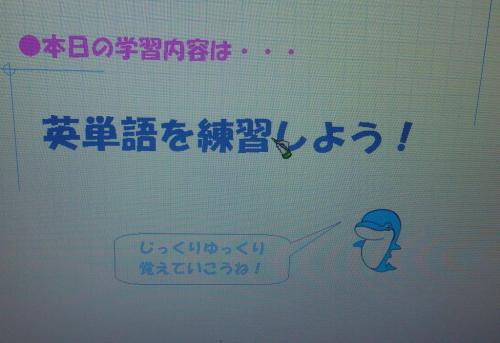 ●本日の学習内容は・・・
英単語を練習しよう！
じっくりゆっくり
覚えていこうね！